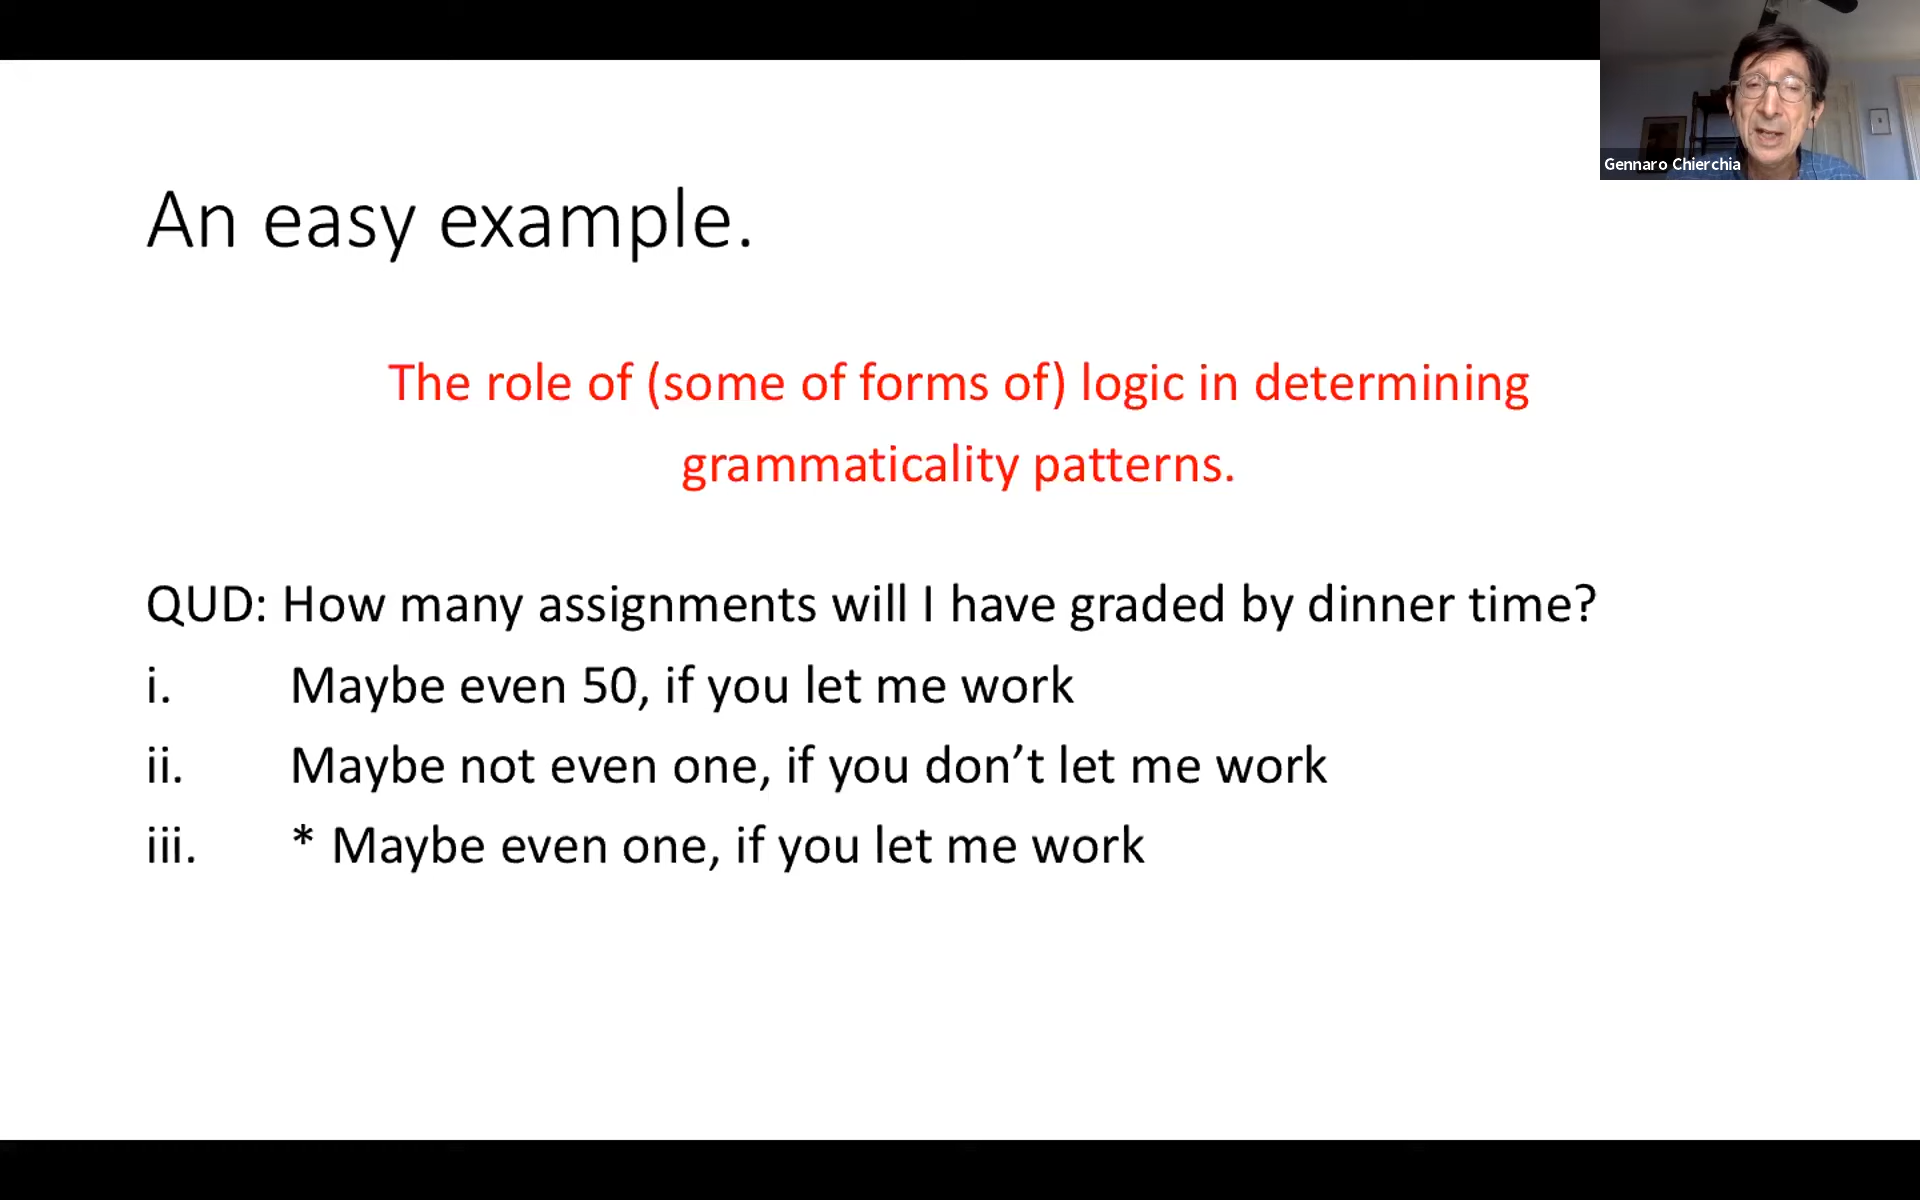 Gennaro Chierchia
An easy example.
The role of (some of forms of) logic in determining
grammaticality patterns.
QUD: How many assignments will I have graded by dinner time?
i. Maybe even 50, if you let me work
ii. Maybe not even one, if you don’t let me work
iii. * Maybe even one, if you let me work